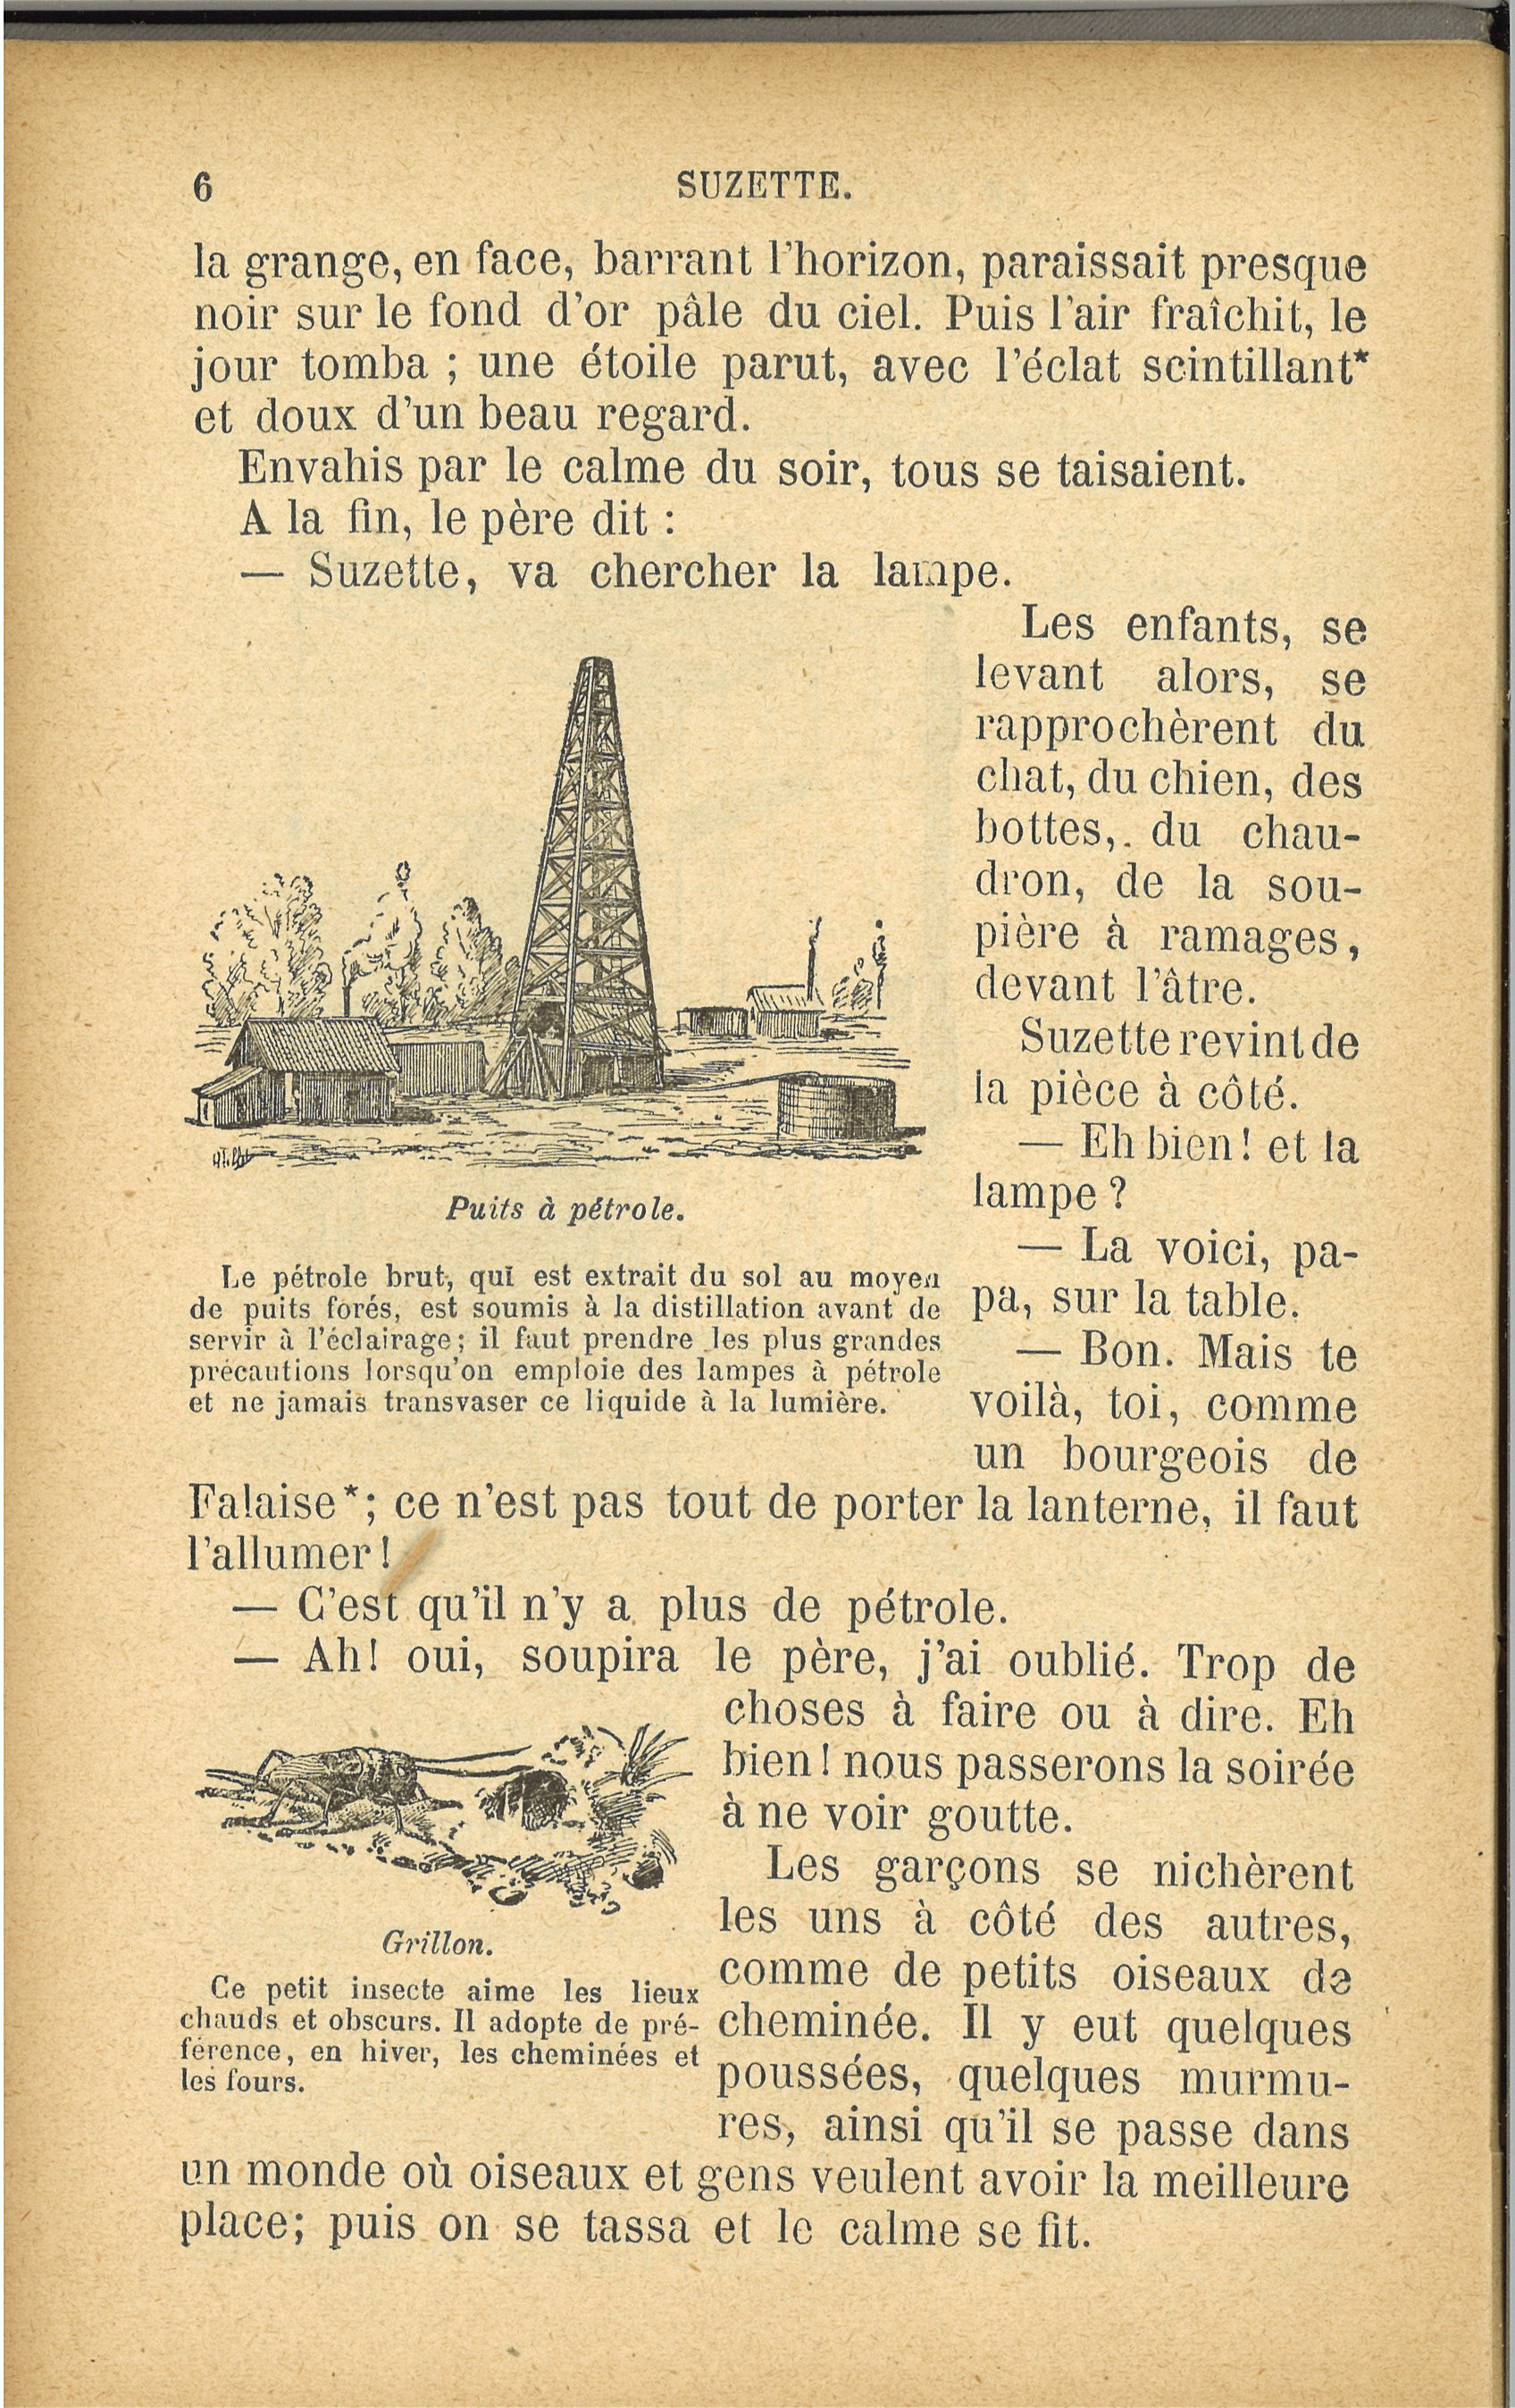 6
SUZETTE.
la grange, en face, barrant l'horizon, paraissait presque
noir sur le fond d'or pâle du ciel. Puis l'air fraîchit, le
jour tomba ; une étoile parut, avec l'éclat scintillant*
et doux d'un beau regard.
Envahis par le calme du soir, tous se taisaient.
A la fin, le père dit :
— Suzette, va chercher la lampe.
Les enfants, se
levant alors, se
rapprochèrent du
chat, du chien, des
bottes, du chau-
dron, de la sou-
pière à ramages,
devant l'âtre.
Suzette revint de
la pièce à côté.
— Eh bien ! et la
lampe ?
— La voici, pa-
pa, sur la table.
— Bon. Mais te
voilà, toi, comme
un bourgeois de
Puits à pétrole.
Le pétrole brut, qui est extrait du sol au moyen
de puits forés, est soumis à la distillation avant de
servir à l'éclairage; il faut prendre les plus grandes
précautions lorsqu'on emploie des lampes à pétrole
et ne jamais transvaser ce liquide à la lumière.
Falaise*; ce n'est pas tout de porter la lanterne, il faut
l'allumer !
— C'est qu'il n'y a plus de pétrole.
— Ah! oui, soupira le père, j'ai oublié. Trop de
choses à faire ou à dire. Eh
bien ! nous passerons la soirée
à ne voir goutte.
Les garçons se nichèrent
les uns à côté des autres,
comme de petits oiseaux de
cheminée. Il y eut quelques
poussées, quelques murmu-
res, ainsi qu'il se passe dans
Grillon.
Ce petit insecte aime les lieux
chauds et obscurs. Il adopte de pré-
férence, en hiver, les cheminées et
les fours.
un monde où oiseaux et gens veulent avoir la meilleure
place; puis on se tassa et le calme se fit.